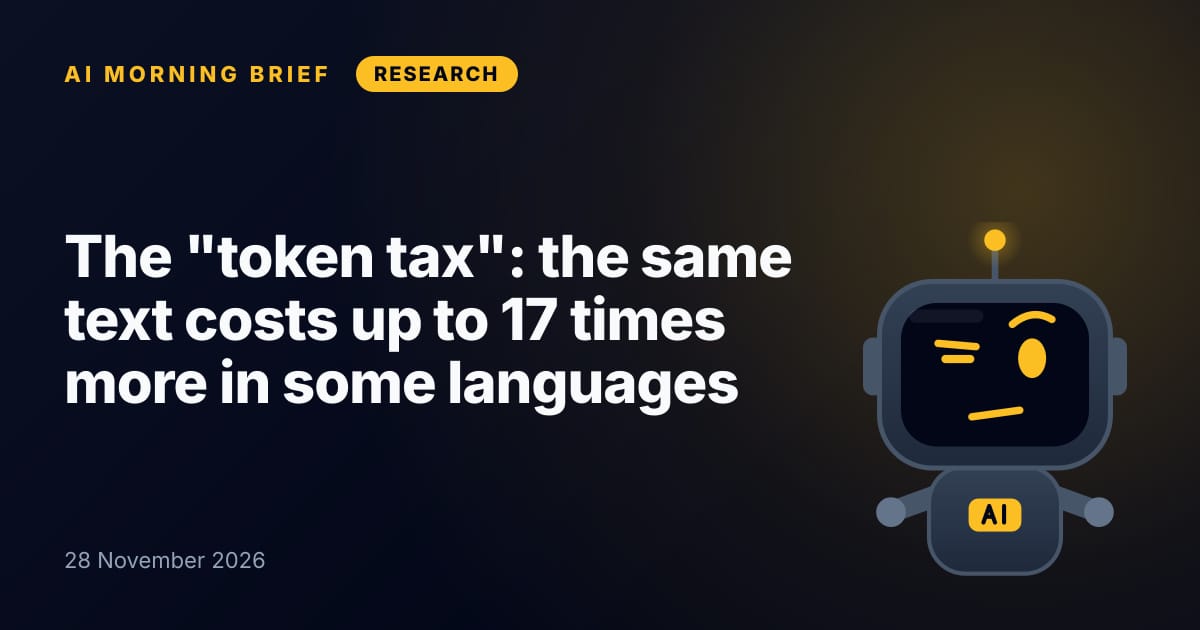 AI MORNING BRIEF
RESEARCH
The "token tax": the same
text costs up to 17 times
more in some languages
AI
28 November 2026